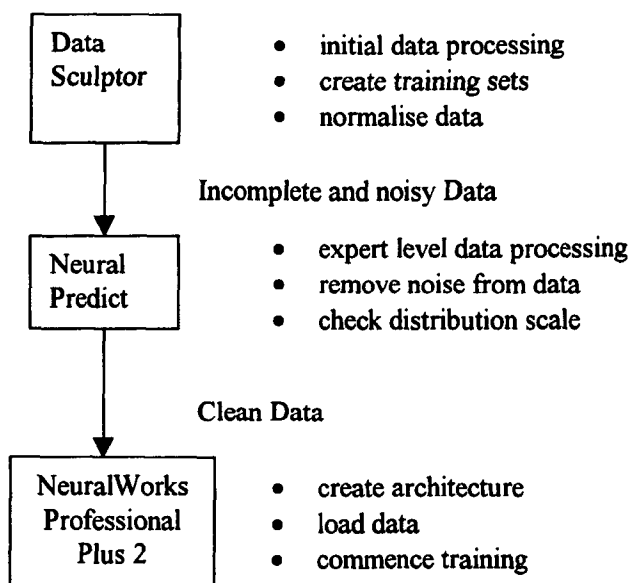 Data
Sculptor
• initial data processing
• create training sets
• normalise data
Incomplete and noisy Data
Neural
Predict
• expert level data processing
• remove noise from data
• check distribution scale
Clean Data
NeuralWorks
Professional
Plus 2
• create architecture
• load data
• commence training